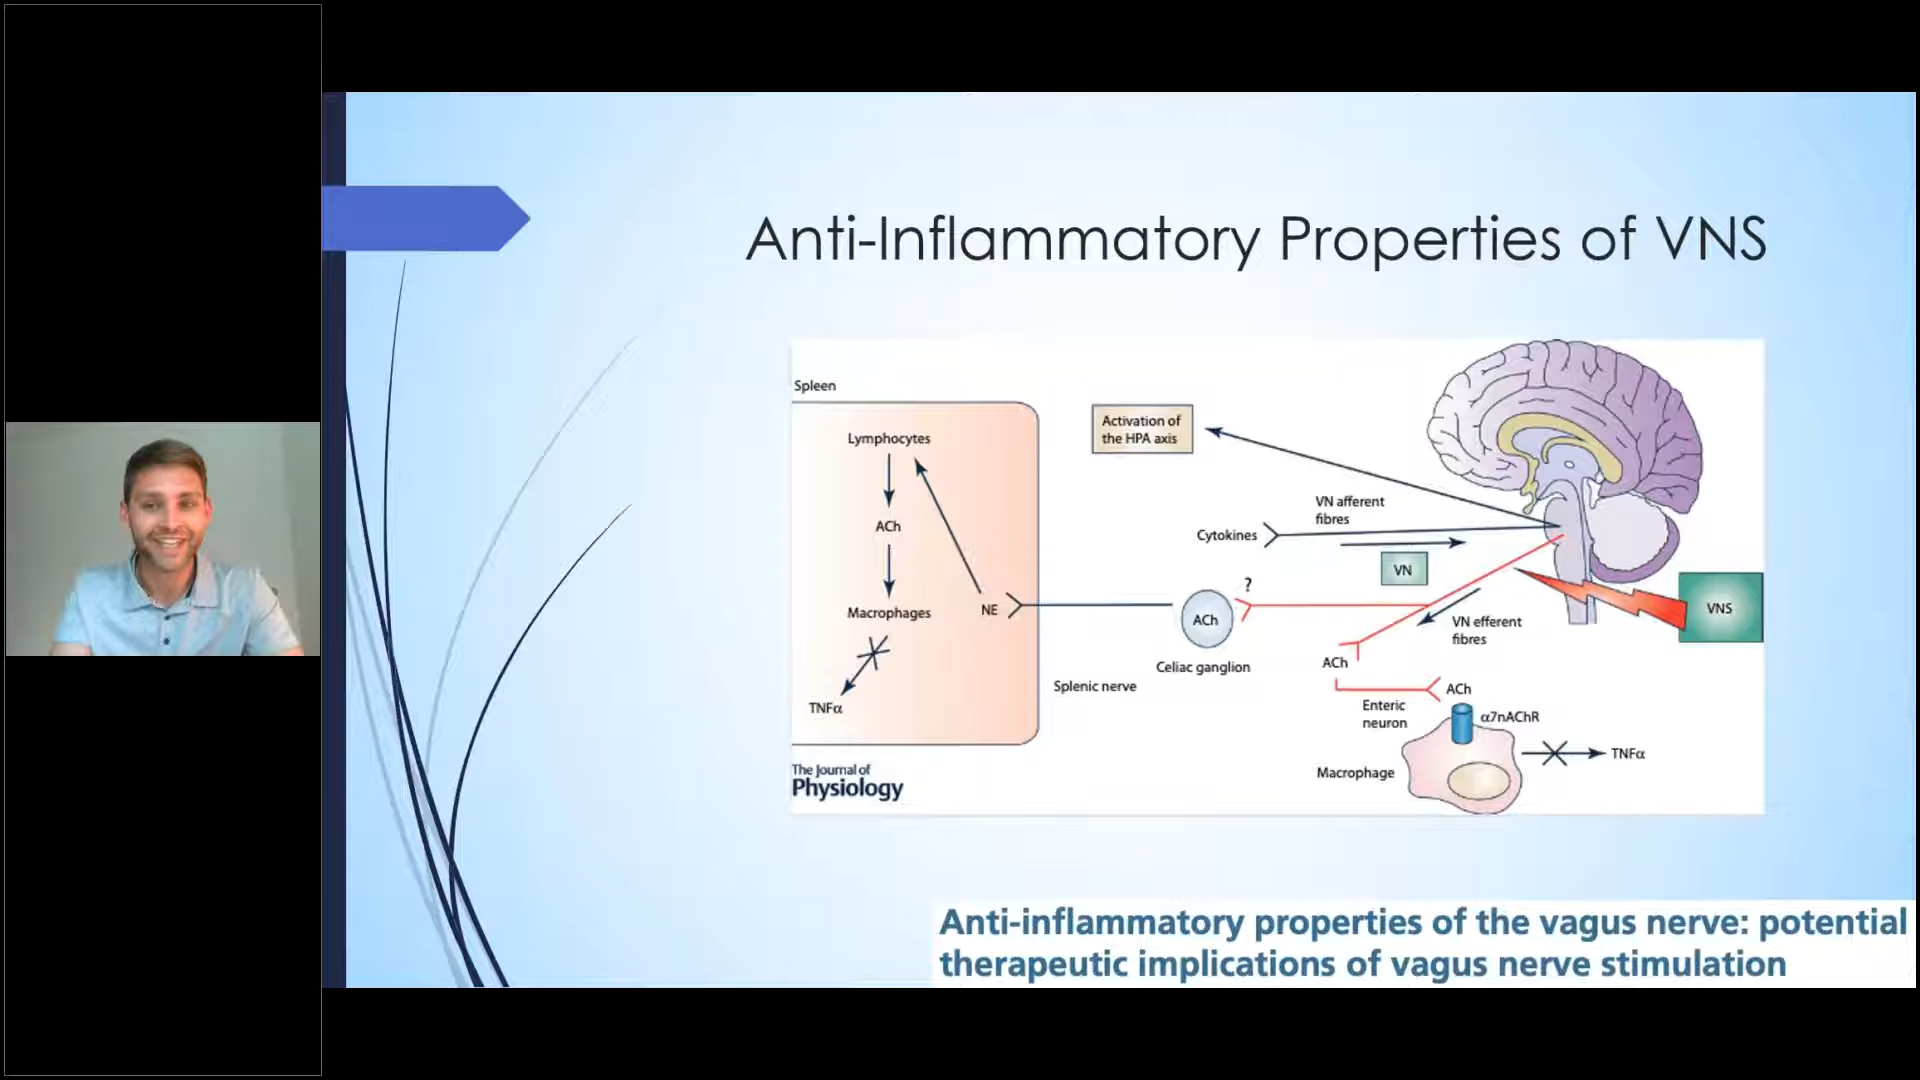 Anti-Inflammatory Properties of VNS
Spleen
Lymphocytes
ACh
Macrophages
TNFα
NE
Splenic nerve
Activation of
the HPA axis
VN afferent
fibres
Cytokines
VN
?
ACh
Celiac ganglion
VN efferent
fibres
VNS
ACh
ACh
Enteric
neuron
α7nAChR
Macrophage
TNFα
The Journal of
Physiology
Anti-inflammatory properties of the vagus nerve: potential
therapeutic implications of vagus nerve stimulation